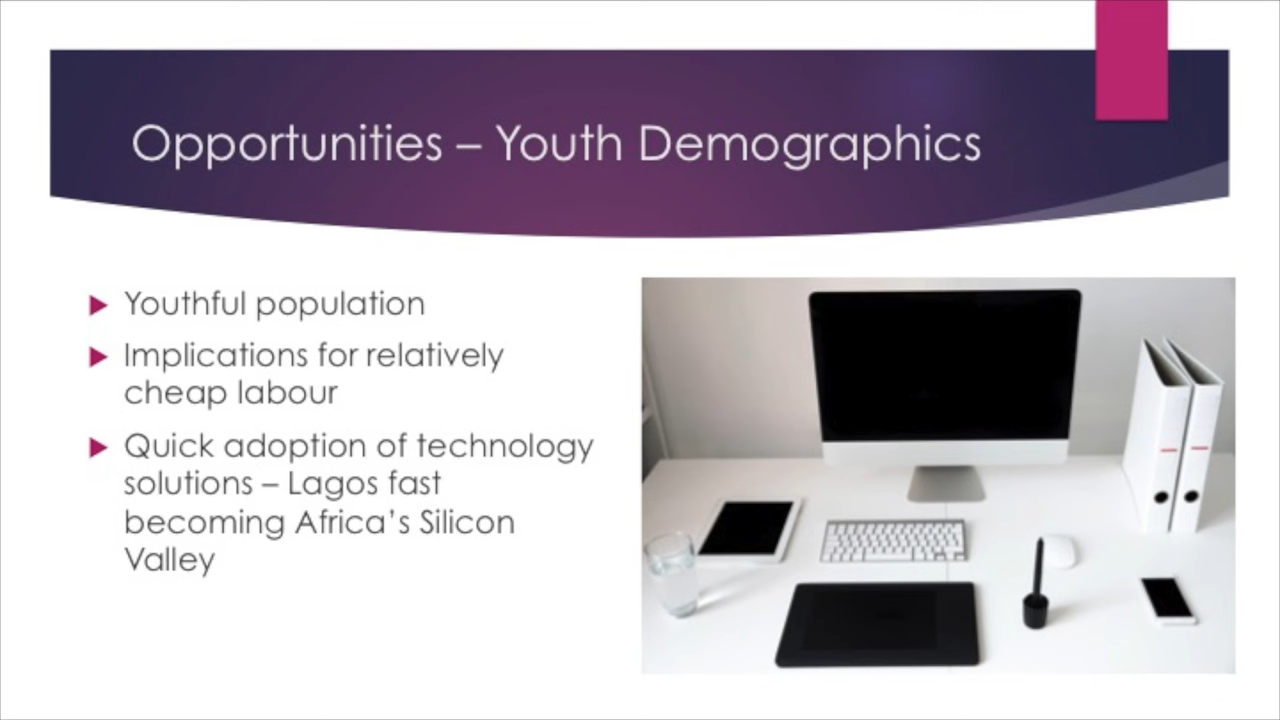 Opportunities – Youth Demographics
Youthful population
Implications for relatively
cheap labour
Quick adoption of technology
solutions – Lagos fast
becoming Africa’s Silicon
Valley